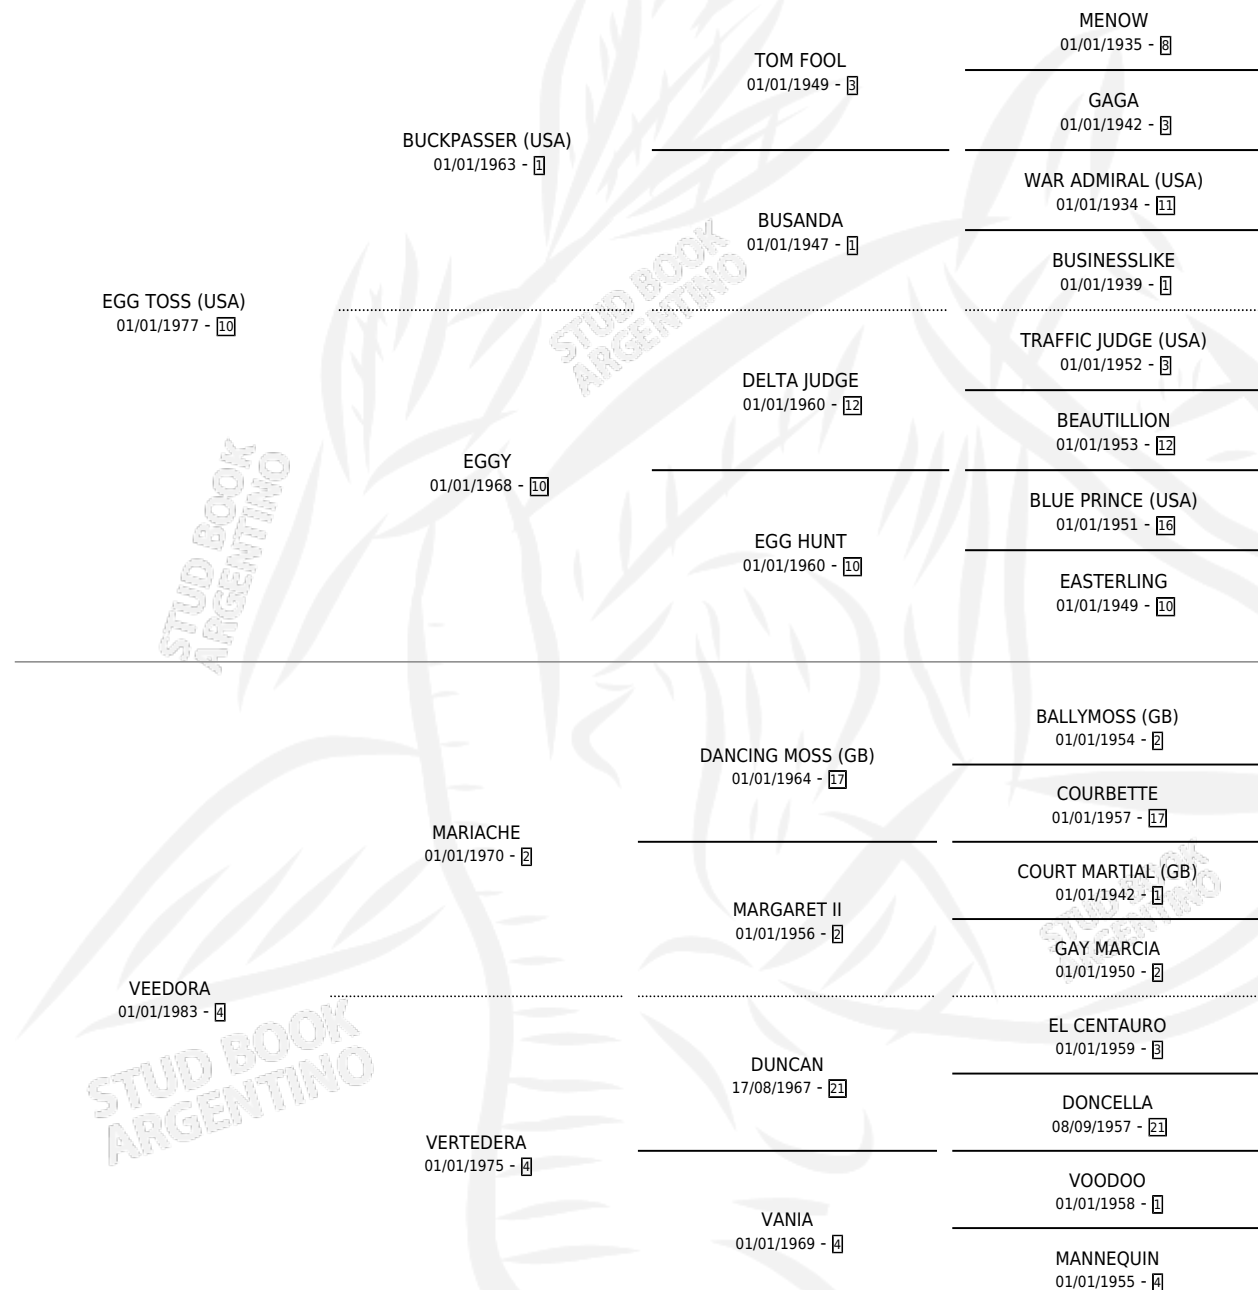 MENOW
01/01/1935 - 8
TOM FOOL
01/01/1949 - 3
GAGA
01/01/1942 - 3
BUCKPASSER (USA)
01/01/1963 - 1
WAR ADMIRAL (USA)
01/01/1934 - 11
BUSANDA
01/01/1947 - 1
BUSINESSLIKE
01/01/1939 - 1
EGG TOSS (USA)
01/01/1977 - 10
STUD BOOK
ARGENTINO
TRAFFIC JUDGE (USA)
01/01/1952 - 3
DELTA JUDGE
01/01/1960 - 12
BEAUTILLION
01/01/1953 - 12
EGGY
01/01/1968 - 10
BLUE PRINCE (USA)
01/01/1951 - 16
EGG HUNT
01/01/1960 - 10
EASTERLING
01/01/1949 - 10
STUD BOOK
ARGENTINO
BALLYMOSS (GB)
01/01/1954 - 2
DANCING MOSS (GB)
01/01/1964 - 17
COURBETTE
01/01/1957 - 17
MARIACHE
01/01/1970 - 2
COURT MARTIAL (GB)
01/01/1942 - 1
STUD BOOK
ARGENTINO
MARGARET II
01/01/1956 - 2
GAY MARCIA
01/01/1950 - 2
VEEDORA
01/01/1983 - 4
STUD BOOK
ARGENTINO
EL CENTAURO
01/01/1959 - 3
DUNCAN
17/08/1967 - 21
DONCELLA
08/09/1957 - 21
VERTEDERA
01/01/1975 - 4
VOODOO
01/01/1958 - 1
VANIA
01/01/1969 - 4
MANNEQUIN
01/01/1955 - 4